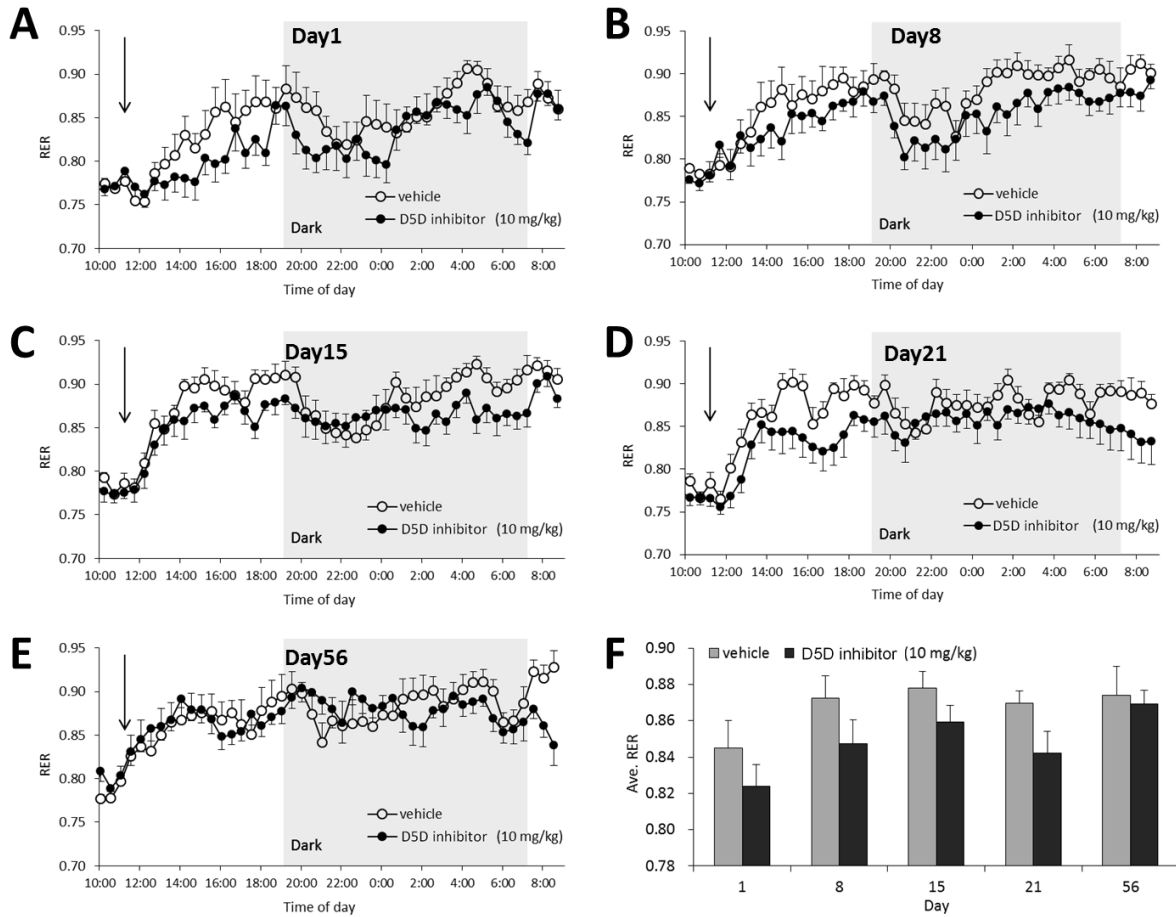 A
Day1
0.95
0.90
0.85
0.80
0.75
0.70
RER
vehicle
D5D inhibitor (10 mg/kg)
Dark
10:00 12:00 14:00 16:00 18:00 20:00 22:00 0:00 2:00 4:00 6:00 8:00
Time of day
B
Day8
0.95
0.90
0.85
0.80
0.75
0.70
RER
vehicle
D5D inhibitor (10 mg/kg)
Dark
10:00 12:00 14:00 16:00 18:00 20:00 22:00 0:00 2:00 4:00 6:00 8:00
Time of day
C
Day15
0.95
0.90
0.85
0.80
0.75
0.70
RER
vehicle
D5D inhibitor (10 mg/kg)
Dark
10:00 12:00 14:00 16:00 18:00 20:00 22:00 0:00 2:00 4:00 6:00 8:00
Time of day
D
Day21
0.95
0.90
0.85
0.80
0.75
0.70
RER
vehicle
D5D inhibitor (10 mg/kg)
Dark
10:00 12:00 14:00 16:00 18:00 20:00 22:00 0:00 2:00 4:00 6:00 8:00
Time of day
E
Day56
0.95
0.90
0.85
0.80
0.75
0.70
RER
vehicle
D5D inhibitor (10 mg/kg)
Dark
10:00 12:00 14:00 16:00 18:00 20:00 22:00 0:00 2:00 4:00 6:00 8:00
Time of day
F
vehicle D5D inhibitor (10 mg/kg)
0.90
0.88
0.86
0.84
0.82
0.80
0.78
Ave. RER
1 8 15 21 56
Day